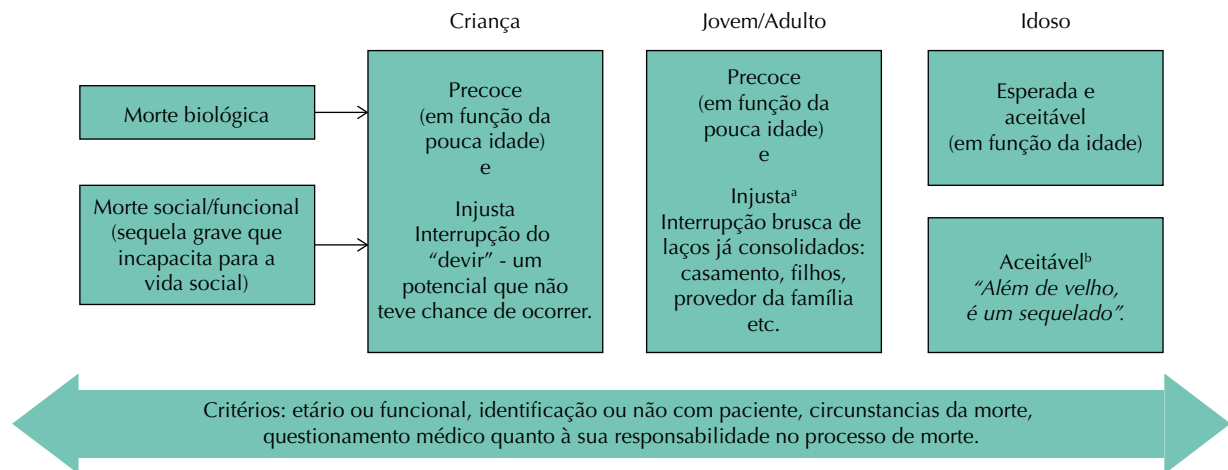 Criança
Jovem/Adulto
Idoso
Morte biológica
Morte social/funcional
(sequela grave que
incapacita para a
vida social)
Precoce
(em função da
pouca idade)
e
Injusta
Interrupção do
“devir” - um
potencial que não
teve chance de ocorrer.
Precoce
(em função da
pouca idade)
e
Injustaª
Interrupção brusca de
laços já consolidados:
casamento, filhos,
provedor da família
etc.
Esperada e
aceitável
(em função da idade)
Aceitávelᵇ
“Além de velho,
é um sequelado”.
Critérios: etário ou funcional, identificação ou não com paciente, circunstancias da morte,
questionamento médico quanto à sua responsabilidade no processo de morte.